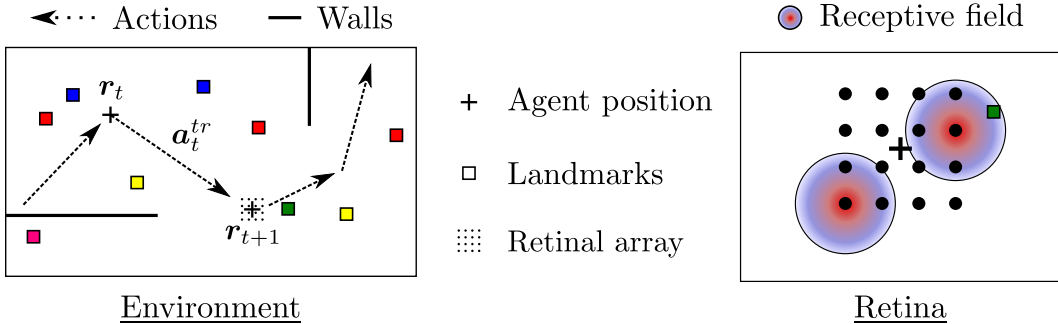 Actions
Walls
Receptive field
r_t
a_t^{tr}
r_{t+1}
Agent position
Landmarks
Retinal array
Environment
Retina